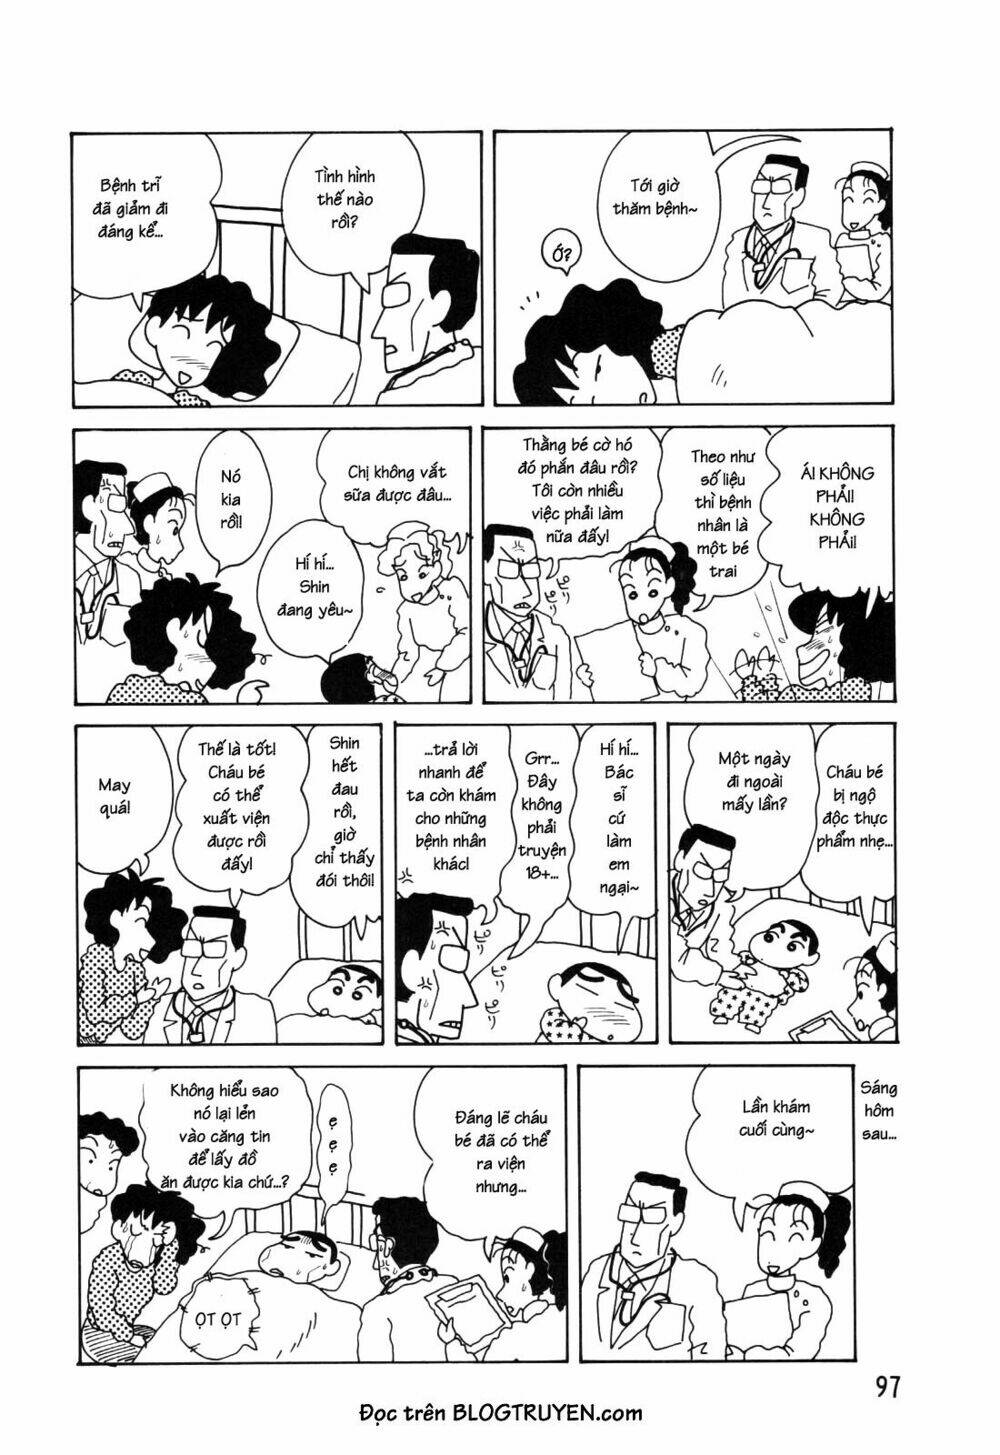 Tới giờ
thăm bệnh~
Ớ?
Tình hình
thế nào
rồi?
Bệnh trĩ
đã giảm đi
đáng kể...
ÁI KHÔNG
PHẢI!
KHÔNG
PHẢI!
Theo như
số liệu
thì bệnh
nhân là
một bé
trai
Thằng bé cờ hó
đó phắn đâu rồi?
Tôi còn nhiều
việc phải làm
nữa đấy!
Chị không vắt
sữa được đâu...
Hí hí...
Shin
đang yêu~
Nó
kia
rồi!
Cháu bé
bị ngộ
độc thực
phẩm nhẹ...
Một ngày
đi ngoài
mấy lần?
Hí hí...
Bác
sĩ
cứ
làm
em
ngại~
Grr...
Đây
không
phải
truyện
18+...
...trả lời
nhanh để
ta còn khám
cho những
bệnh nhân
khác!
Shin
hết
đau
rồi,
giờ
chỉ thấy
đói thôi!
Thế là tốt!
Cháu bé
có thể
xuất viện
được rồi
đấy!
May
quá!
Sáng
hôm
sau...
Lần khám
cuối cùng~
Đáng lẽ cháu
bé đã có thể
ra viện
nhưng...
ẹ
ẹ
ẹ
Không hiểu sao
nó lại lẻn
vào căng tin
để lấy đồ
ăn được kia chứ...?
ỌT ỌT
97
Đọc trên BLOGTRUYEN.com